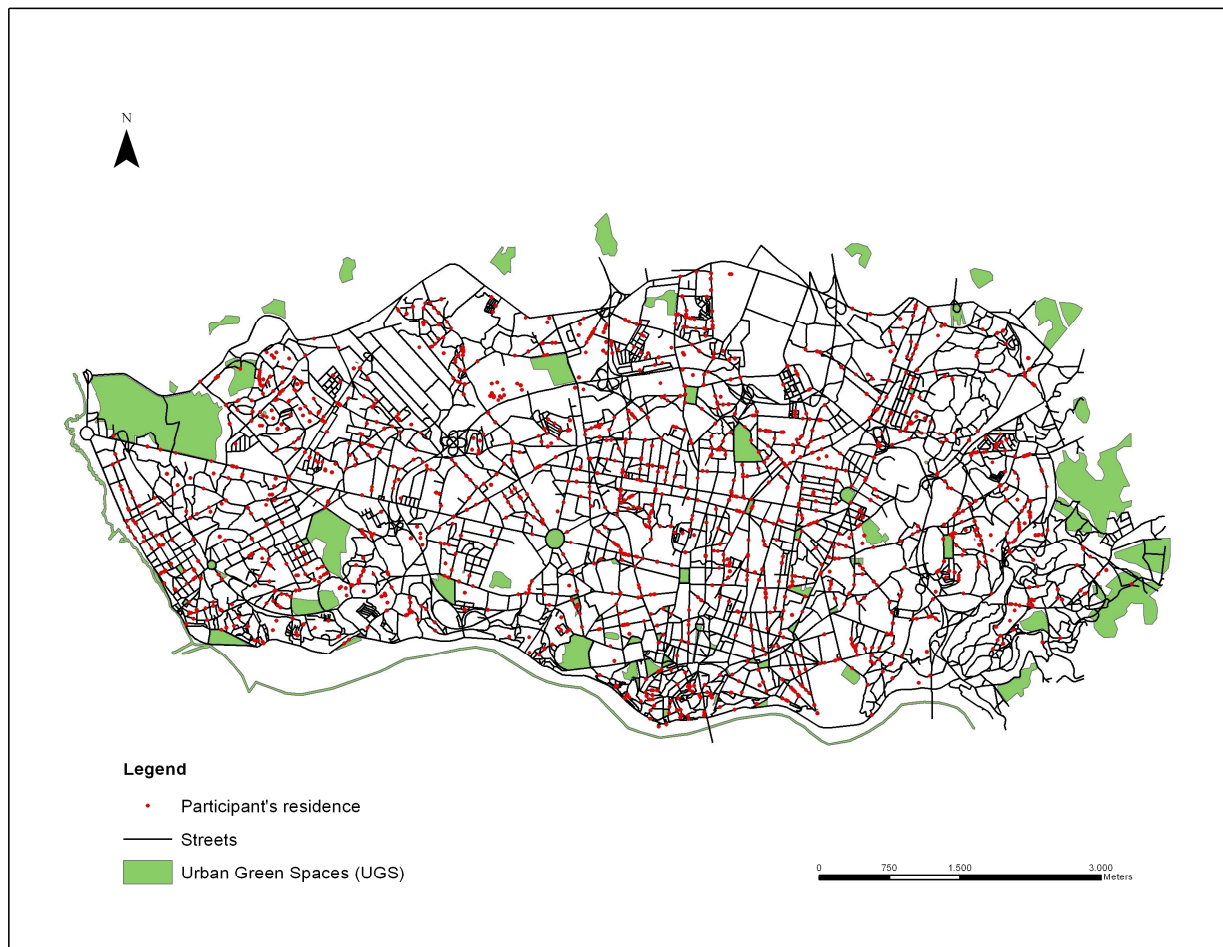 N
Legend
Participant's residence
Streets
Urban Green Spaces (UGS)
0 750 1.500 3.000
Meters